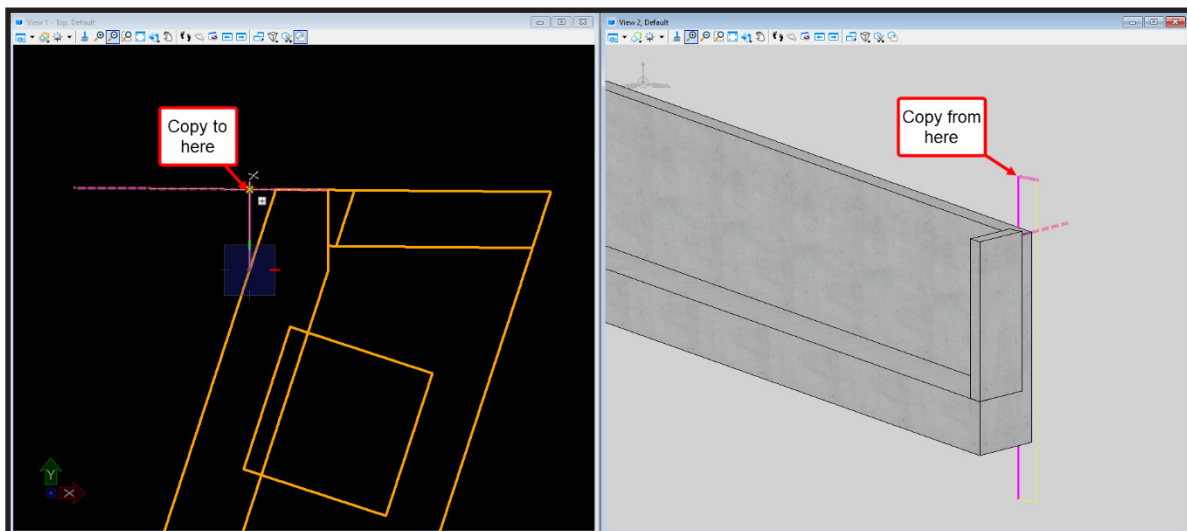 View 1 - Top, Default
View 2, Default
Copy to
here
Copy from
here
X
Y
X